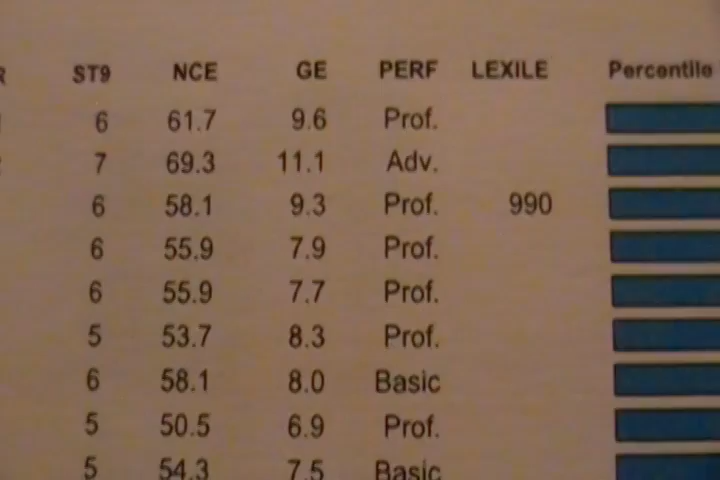 R ST9 NCE GE PERF LEXILE Percentile
6 61.7 9.6 Prof.
7 69.3 11.1 Adv.
6 58.1 9.3 Prof. 990
6 55.9 7.9 Prof.
6 55.9 7.7 Prof.
5 53.7 8.3 Prof.
6 58.1 8.0 Basic
5 50.5 6.9 Prof.
5 54.3 7.5 Basic